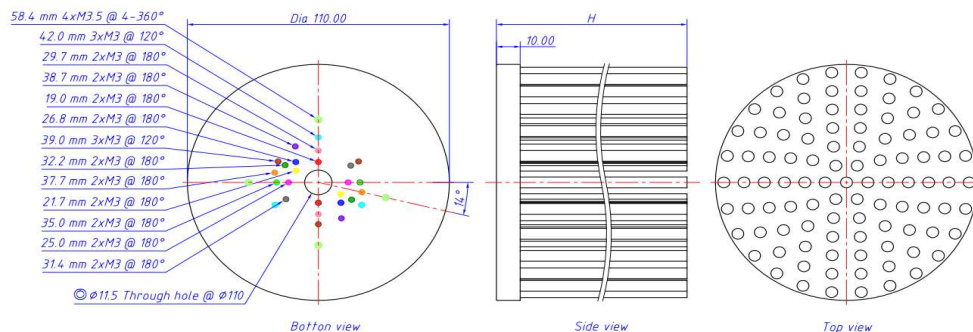 58.4 mm 4xM3.5 @ 4-360°
42.0 mm 3xM3 @ 120°
29.7 mm 2xM3 @ 180°
38.7 mm 2xM3 @ 180°
19.0 mm 2xM3 @ 180°
26.8 mm 2xM3 @ 180°
39.0 mm 3xM3 @ 120°
32.2 mm 2xM3 @ 180°
37.7 mm 2xM3 @ 180°
21.7 mm 2xM3 @ 180°
35.0 mm 2xM3 @ 180°
25.0 mm 2xM3 @ 180°
31.4 mm 2xM3 @ 180°
Ø11.5 Through hole @ Ø110
Dia 110.00
14°
Botton view
H
10.00
Side view
Top view